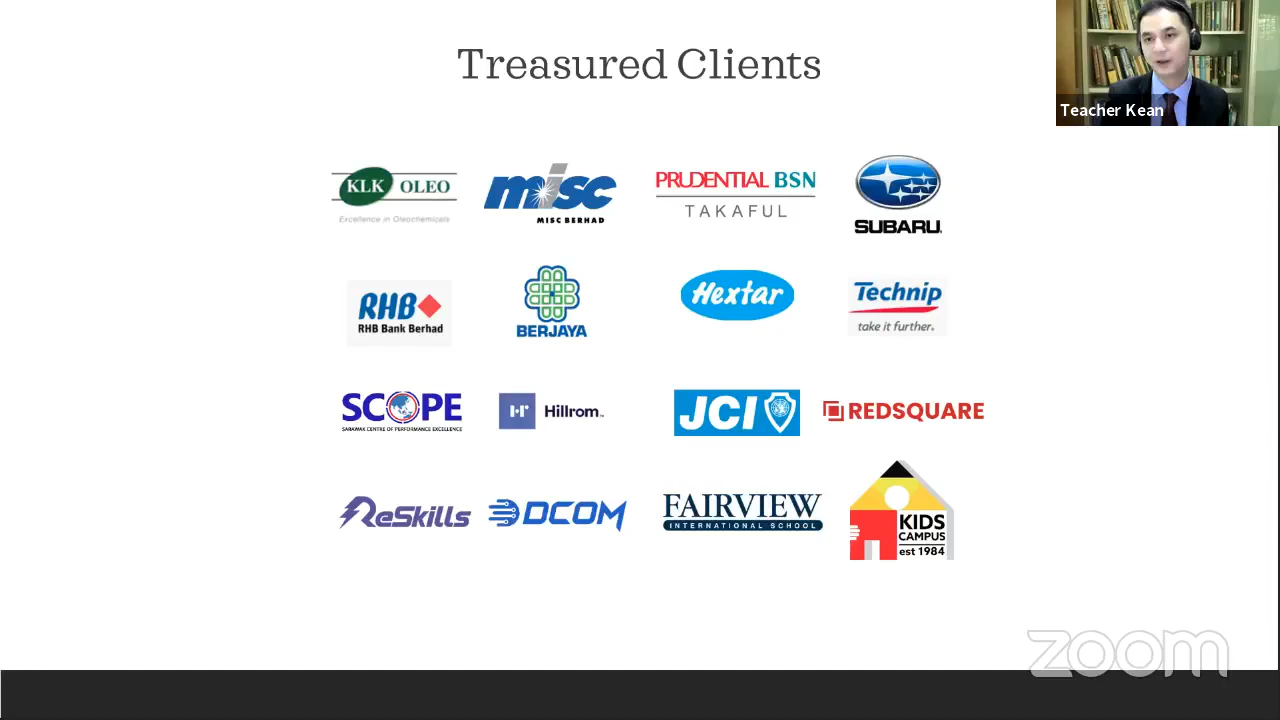 Treasured Clients
Teacher Kean
KLK OLEO
Excellence in Oleochemicals
misc
MISC BERHAD
PRUDENTIAL BSN
TAKAFUL
SUBARU
RHB
RHB Bank Berhad
BERJAYA
Hextar
Technip
take it further.
SCOPE
SARAWAK CENTRE OF PERFORMANCE EXCELLENCE
Hr Hillrom™
JCI
REDSQUARE
ReSkills
DCOM
FAIRVIEW
INTERNATIONAL SCHOOL
KIDS
CAMPUS
est 1984
zoom